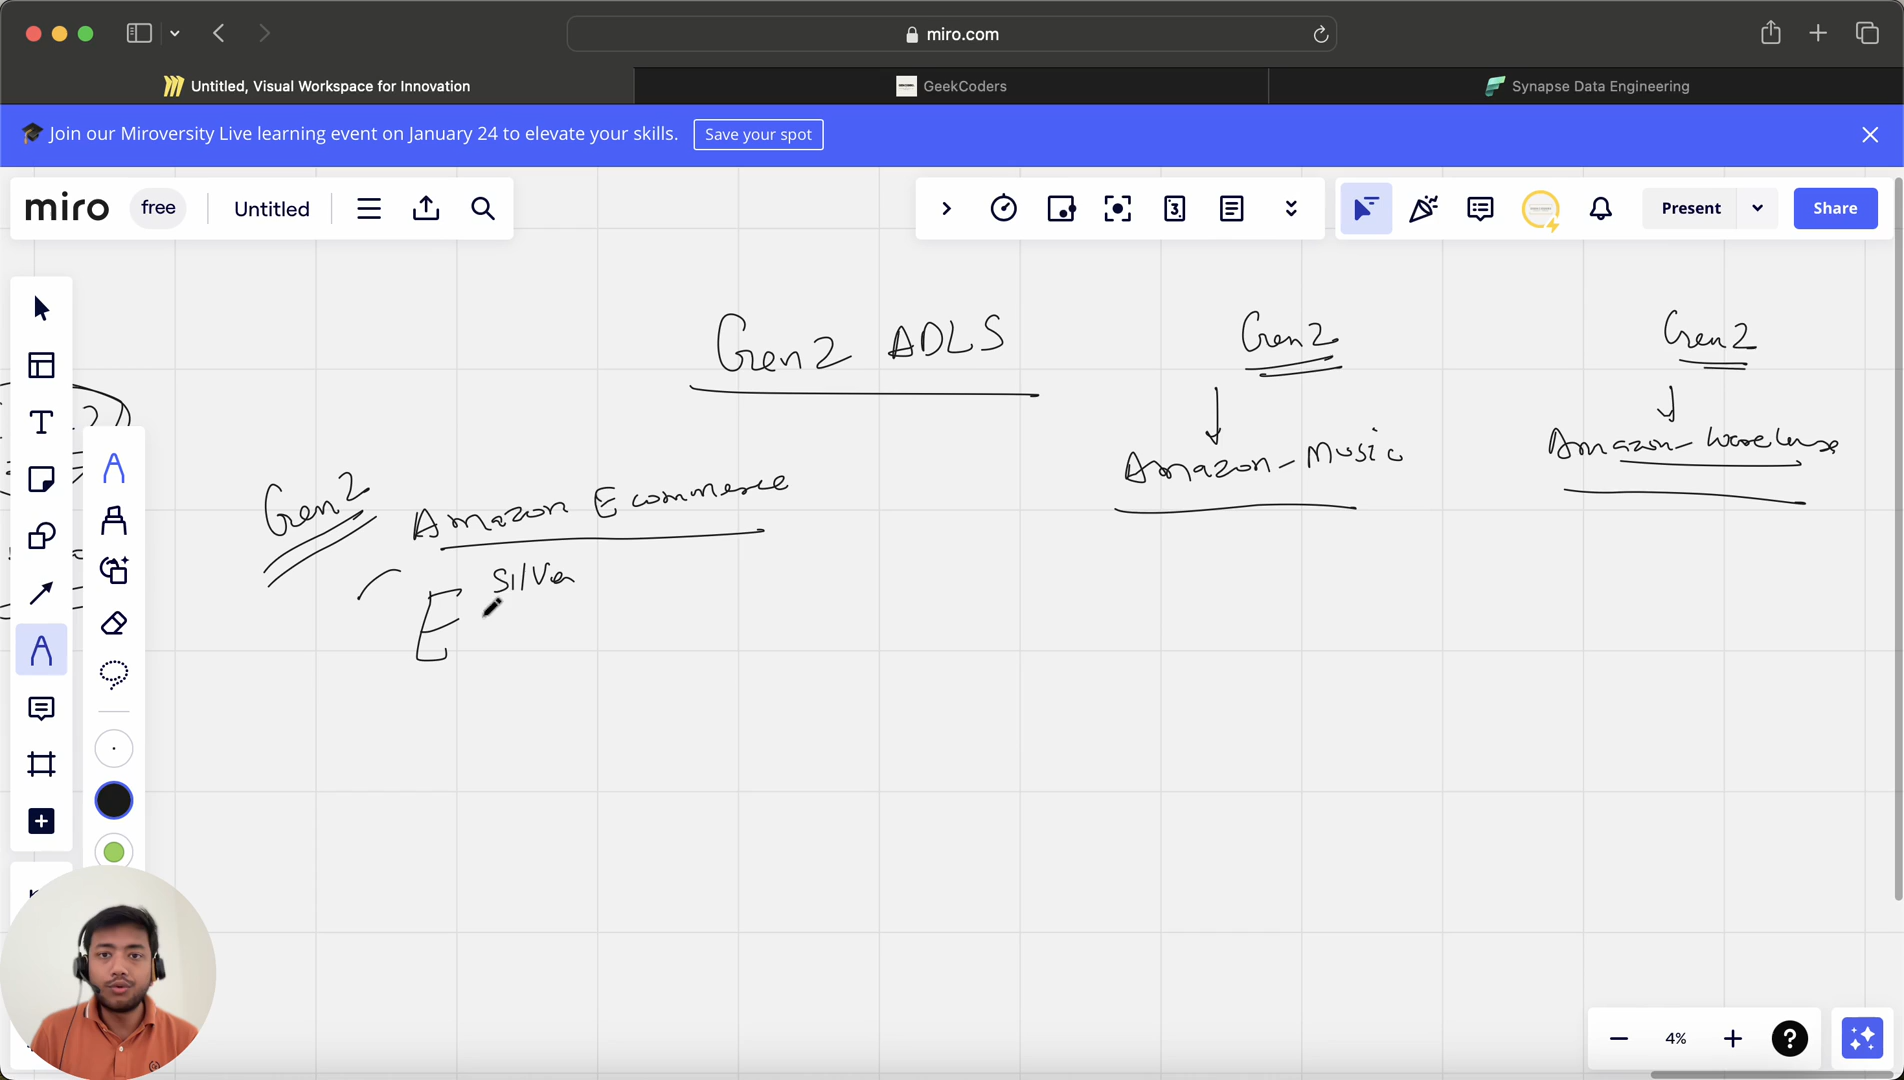 miro.com
Untitled, Visual Workspace for Innovation
GeekCoders
Synapse Data Engineering
Join our Miroversity Live learning event on January 24 to elevate your skills.
Save your spot
miro
free
Untitled
3
Present
Share
Gen2 ADLS
Gen2
Gen2
Amazon-Music
Amazon-
Gen2
Amazon Ecommerce
Silver
E
4%
?